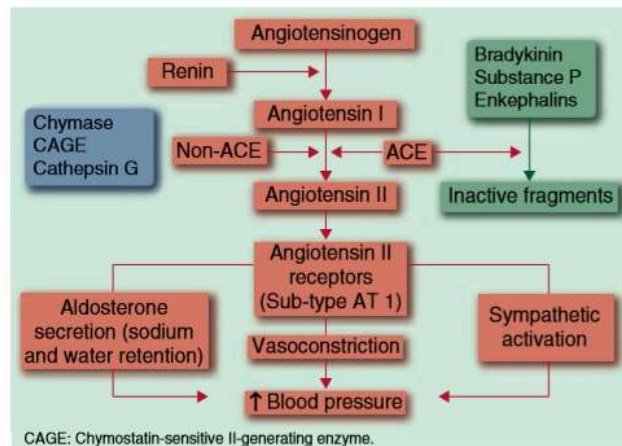 Angiotensinogen
Renin
Bradykinin
Substance P
Enkephalins
Angiotensin I
Chymase
CAGE
Cathepsin G
Non-ACE
ACE
Angiotensin II
Inactive fragments
Angiotensin II
receptors
(Sub-type AT 1)
Aldosterone
secretion (sodium
and water retention)
Sympathetic
activation
Vasoconstriction
↑ Blood pressure
CAGE: Chymostatin-sensitive II-generating enzyme.